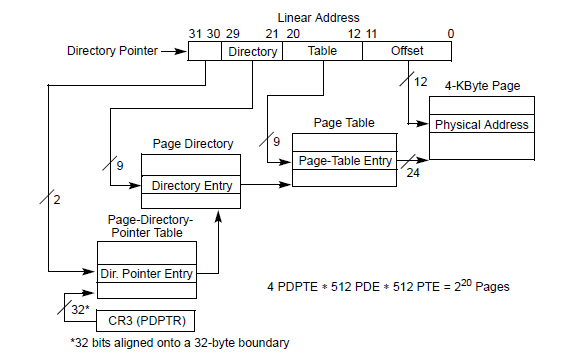 Linear Address
31 30 29 21 20 12 11 0
Directory Pointer Directory Table Offset
12
4-KByte Page
Page Table
Physical Address
Page Directory
9
9
Page-Table Entry
24
Directory Entry
2
Page-Directory-
Pointer Table
Dir. Pointer Entry
4 PDPTE ∗ 512 PDE ∗ 512 PTE = 2²⁰ Pages
32*
CR3 (PDPTR)
*32 bits aligned onto a 32-byte boundary